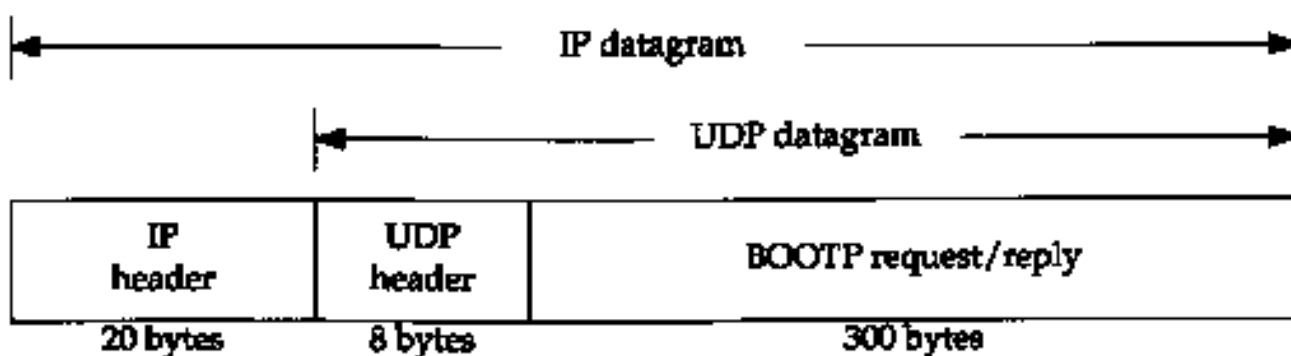 IP datagram
UDP datagram
IP
header
UDP
header
BOOTP request/reply
20 bytes
8 bytes
300 bytes